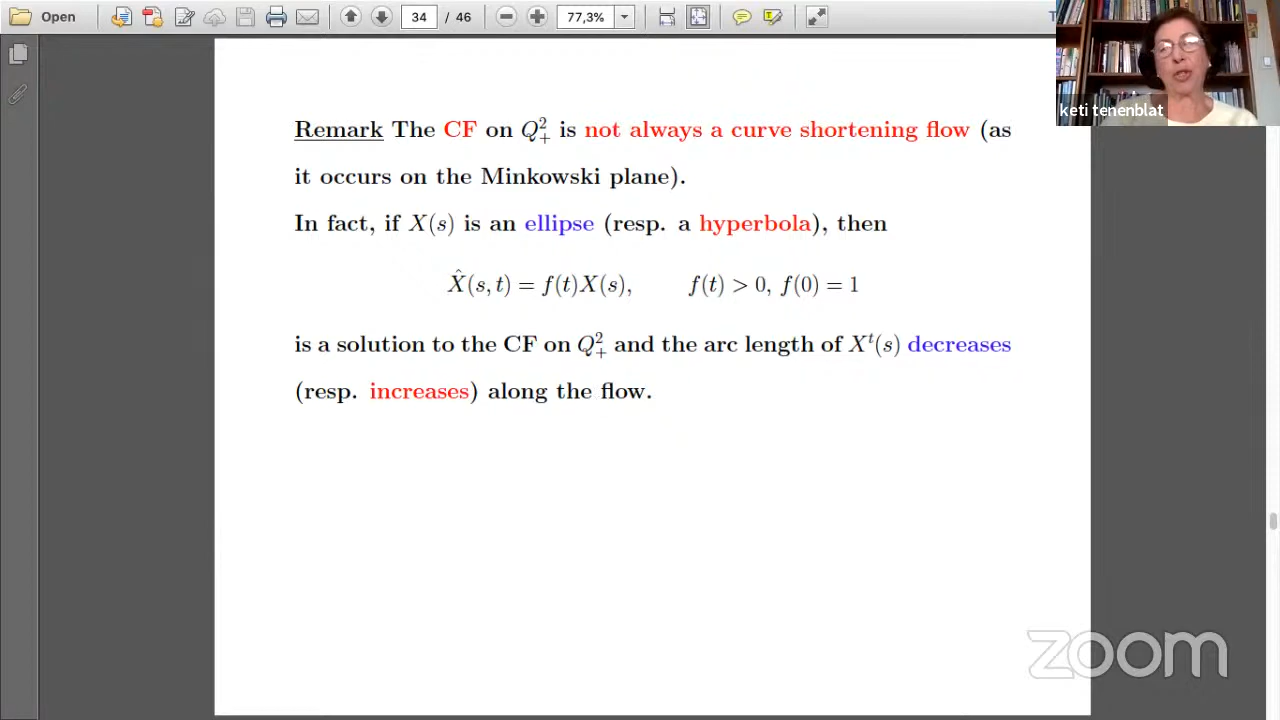 Open
34 / 46
77,3%
keti tenenblat
Remark The CF on Q²₊ is not always a curve shortening flow (as
it occurs on the Minkowski plane).
In fact, if X(s) is an ellipse (resp. a hyperbola), then
X̂(s, t) = f(t)X(s), f(t) > 0, f(0) = 1
is a solution to the CF on Q²₊ and the arc length of Xᵗ(s) decreases
(resp. increases) along the flow.
zoom